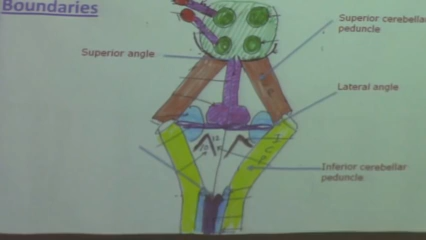 Boundaries
Superior cerebellar
peduncle
Superior angle
Lateral angle
Inferior cerebellar
peduncle